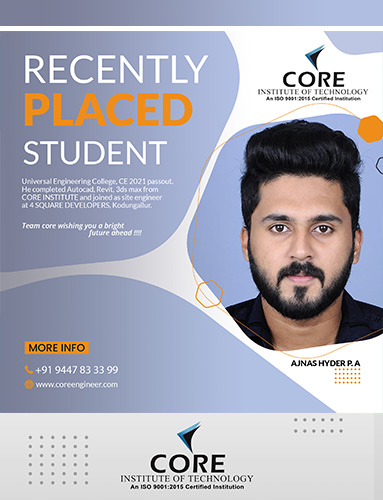 RECENTLY
PLACED
STUDENT
CORE
INSTITUTE OF TECHNOLOGY
An ISO 9001:2015 Certified Institution
Universal Engineering College, CE 2021 passout.
He completed Autocad, Revit, 3ds max from
CORE INSTITUTE and joined as site engineer
at 4 SQUARE DEVELOPERS, Kodungallur.
Team core wishing you a bright
future ahead !!!!
AJNAS HYDER P. A
MORE INFO
+91 9447 83 33 99
www.coreengineer.com
CORE
INSTITUTE OF TECHNOLOGY
An ISO 9001:2015 Certified Institution